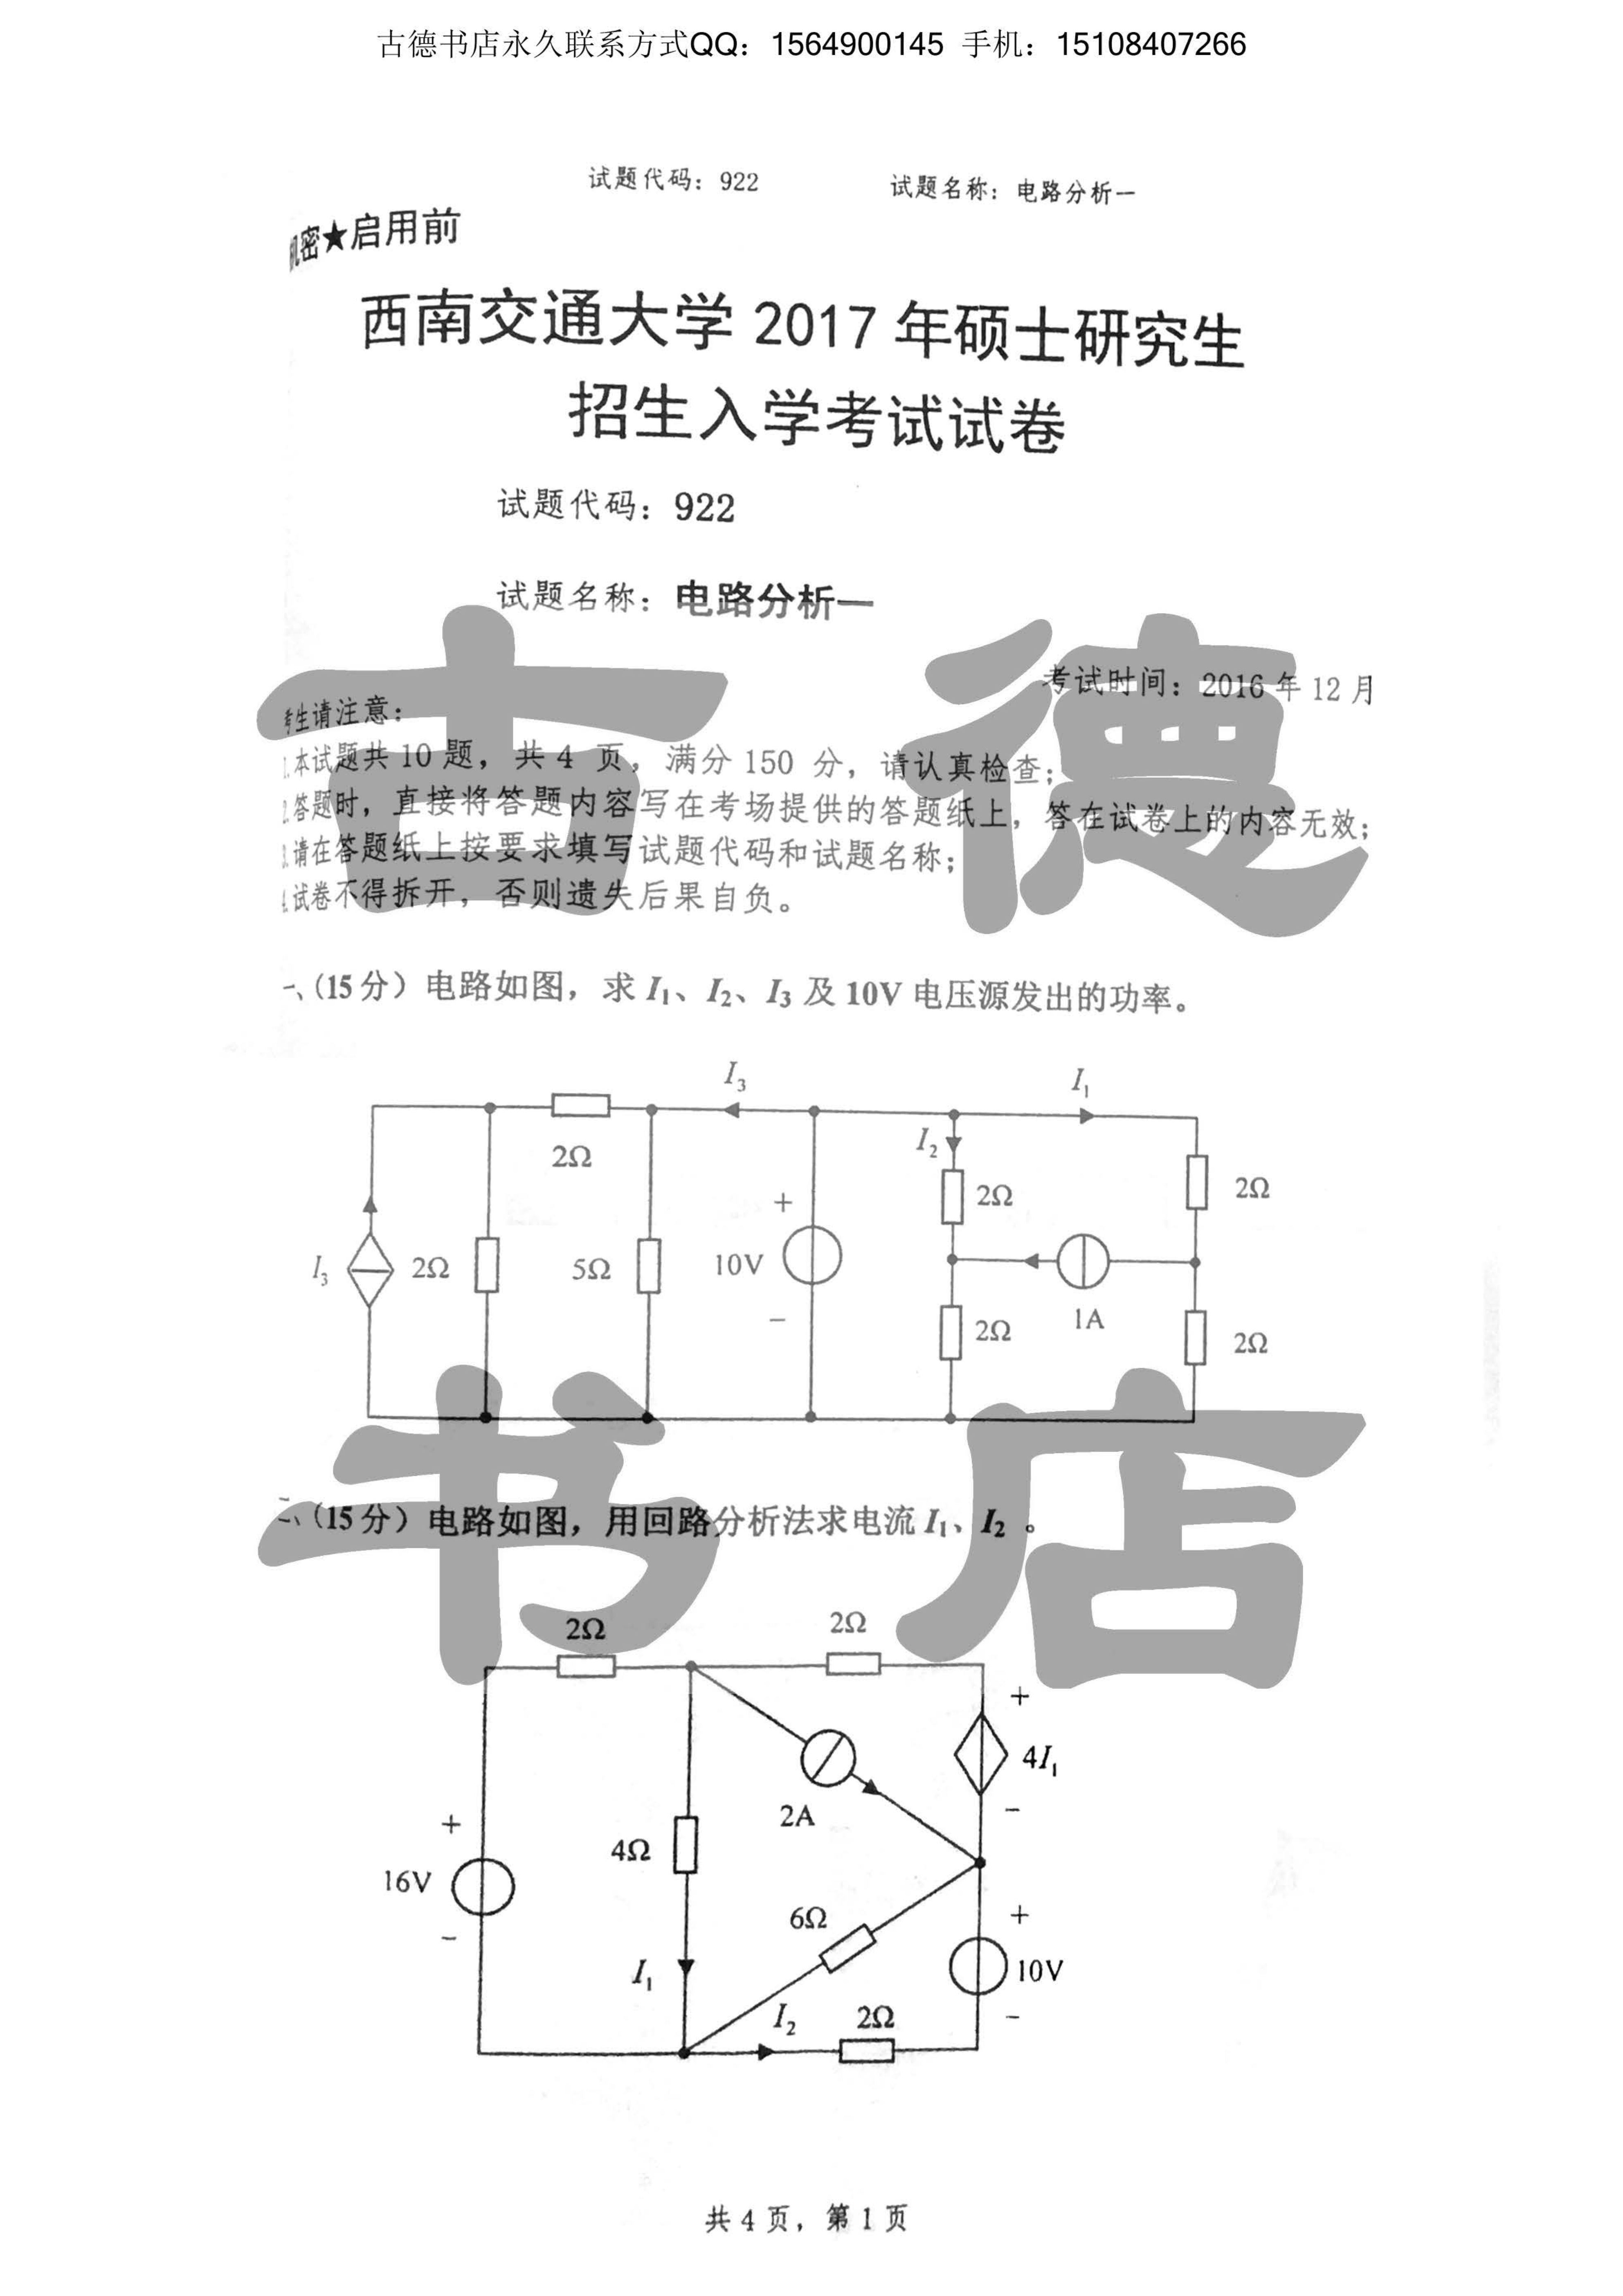 古德书店永久联系方式QQ：1564900145 手机：15108407266
试题代码：922 试题名称：电路分析一
机密★启用前
西南交通大学 2017 年硕士研究生
招生入学考试试卷
试题代码：922
试题名称：电路分析一
考试时间：2016 年 12 月
考生请注意：
1.本试题共 10 题，共 4 页，满分 150 分，请认真检查；
2.答题时，直接将答题内容写在考场提供的答题纸上，答在试卷上的内容无效；
3.请在答题纸上按要求填写试题代码和试题名称；
4.试卷不得拆开，否则遗失后果自负。
古 德
一、（15 分）电路如图，求 I₁、I₂、I₃ 及 10V 电压源发出的功率。
I₃ I₁
2Ω I₂
+ 2Ω 2Ω
I₃ 2Ω 5Ω 10V
− 2Ω 1A 2Ω
书 店
二、（15 分）电路如图，用回路分析法求电流 I₁、I₂ 。
2Ω 2Ω
+
4I₁
−
2A
+ 4Ω
16V
−
6Ω +
I₁ 10V
I₂ 2Ω −
共 4 页，第 1 页